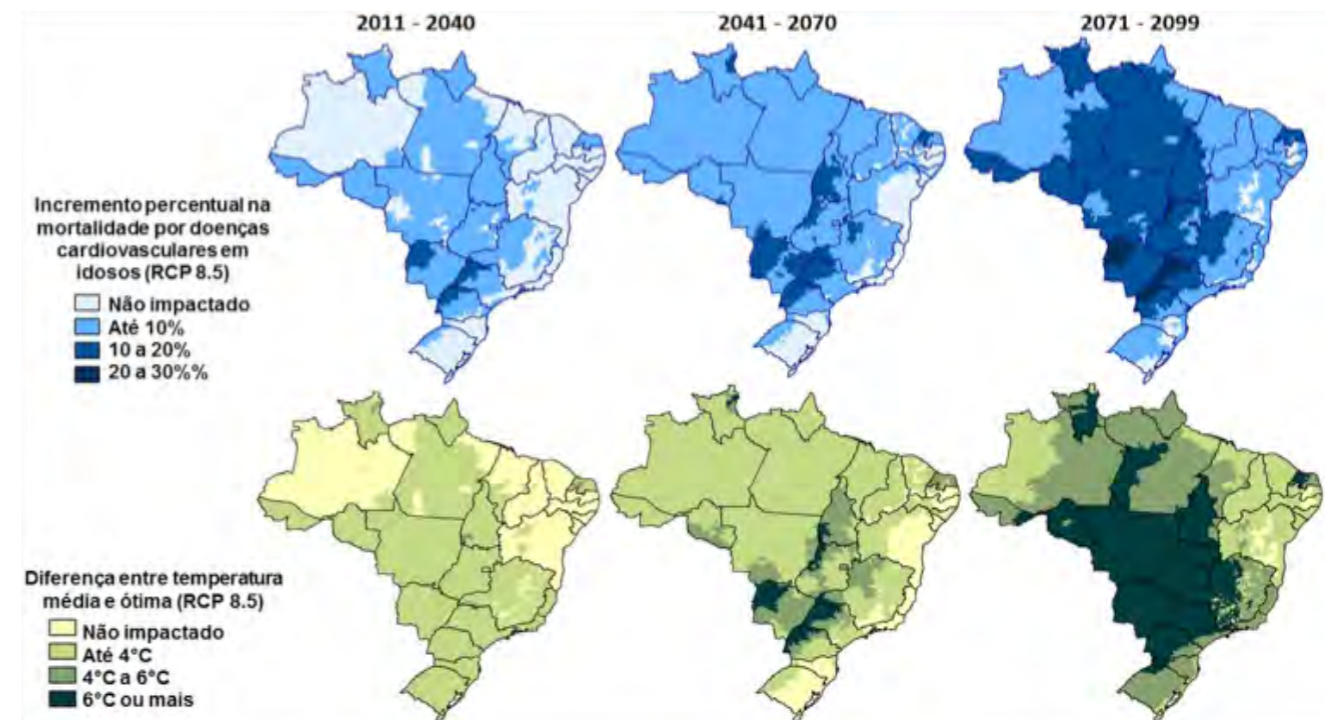 2011 - 2040
2041 - 2070
2071 - 2099
Incremento percentual na
mortalidade por doenças
cardiovasculares em
idosos (RCP 8.5)
Não impactado
Até 10%
10 a 20%
20 a 30%%
Diferença entre temperatura
média e ótima (RCP 8.5)
Não impactado
Até 4°C
4°C a 6°C
6°C ou mais